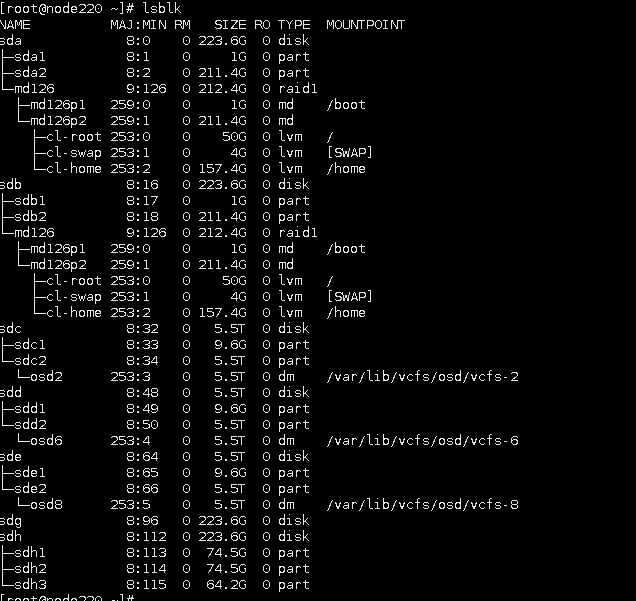 [root@node220 ~]# lsblk
NAME            MAJ:MIN RM   SIZE RO TYPE  MOUNTPOINT
sda               8:0    0 223.6G  0 disk
├─sda1            8:1    0     1G  0 part
├─sda2            8:2    0 211.4G  0 part
└─md126           9:126  0 212.4G  0 raid1
  ├─md126p1     259:0    0     1G  0 md    /boot
  └─md126p2     259:1    0 211.4G  0 md
    ├─cl-root   253:0    0    50G  0 lvm   /
    ├─cl-swap   253:1    0     4G  0 lvm   [SWAP]
    └─cl-home   253:2    0 157.4G  0 lvm   /home
sdb               8:16   0 223.6G  0 disk
├─sdb1            8:17   0     1G  0 part
├─sdb2            8:18   0 211.4G  0 part
└─md126           9:126  0 212.4G  0 raid1
  ├─md126p1     259:0    0     1G  0 md    /boot
  └─md126p2     259:1    0 211.4G  0 md
    ├─cl-root   253:0    0    50G  0 lvm   /
    ├─cl-swap   253:1    0     4G  0 lvm   [SWAP]
    └─cl-home   253:2    0 157.4G  0 lvm   /home
sdc               8:32   0   5.5T  0 disk
├─sdc1            8:33   0   9.6G  0 part
└─sdc2            8:34   0   5.5T  0 part
  └─osd2        253:3    0   5.5T  0 dm    /var/lib/vcfs/osd/vcfs-2
sdd               8:48   0   5.5T  0 disk
├─sdd1            8:49   0   9.6G  0 part
└─sdd2            8:50   0   5.5T  0 part
  └─osd6        253:4    0   5.5T  0 dm    /var/lib/vcfs/osd/vcfs-6
sde               8:64   0   5.5T  0 disk
├─sde1            8:65   0   9.6G  0 part
└─sde2            8:66   0   5.5T  0 part
  └─osd8        253:5    0   5.5T  0 dm    /var/lib/vcfs/osd/vcfs-8
sdg               8:96   0 223.6G  0 disk
sdh               8:112  0 223.6G  0 disk
├─sdh1            8:113  0  74.5G  0 part
├─sdh2            8:114  0  74.5G  0 part
└─sdh3            8:115  0  64.2G  0 part
[root@node220 ~]#